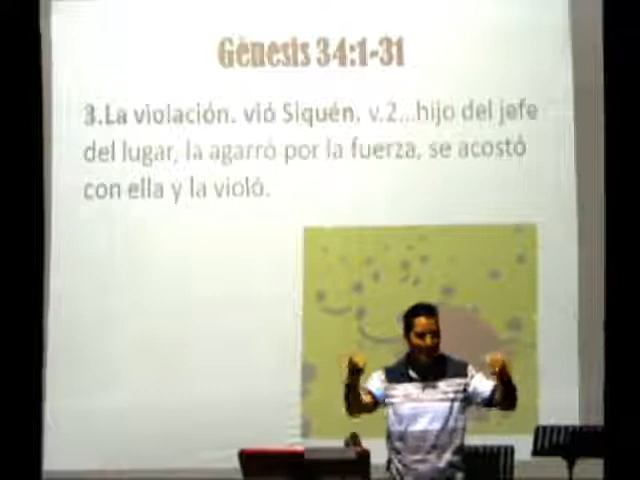 Gènesis 34:1-31
3.La violación. vió Siquén. v.2...hijo del jefe
del lugar, la agarró por la fuerza, se acostó
con ella y la violó.